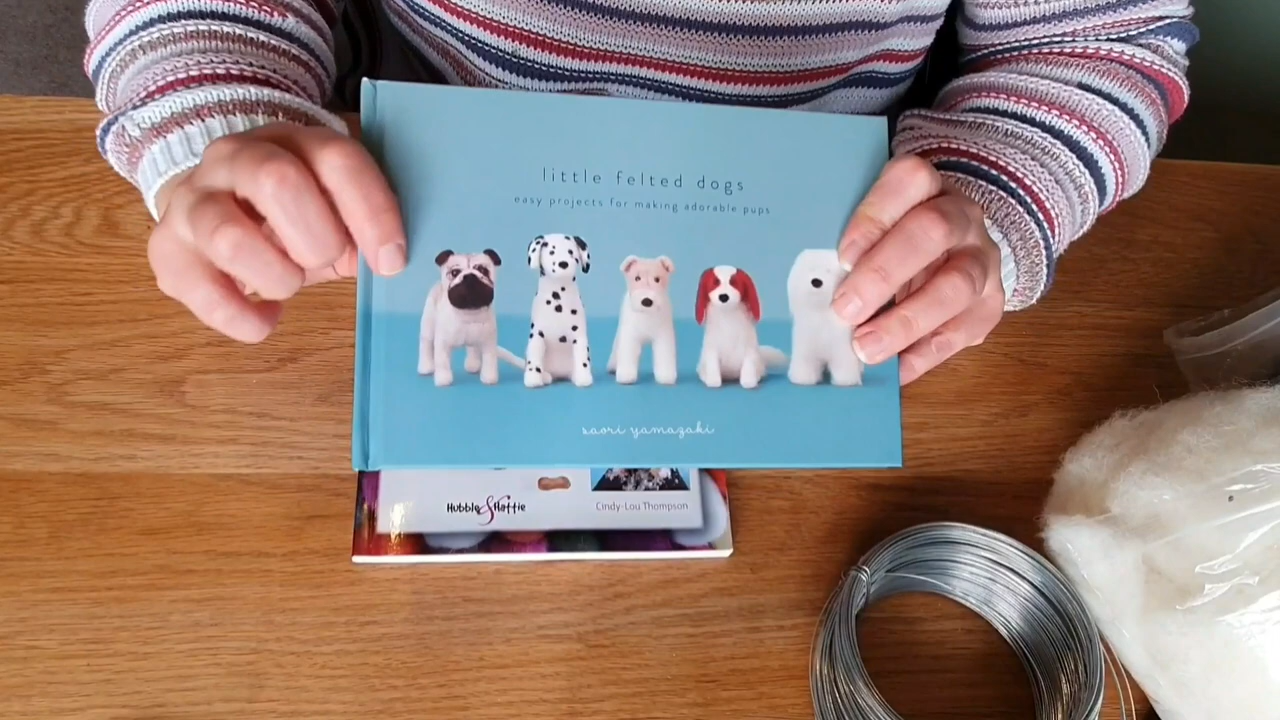 little felted dogs
easy projects for making adorable pups
saori yamazaki
Hubble & Hattie
Cindy-Lou Thompson